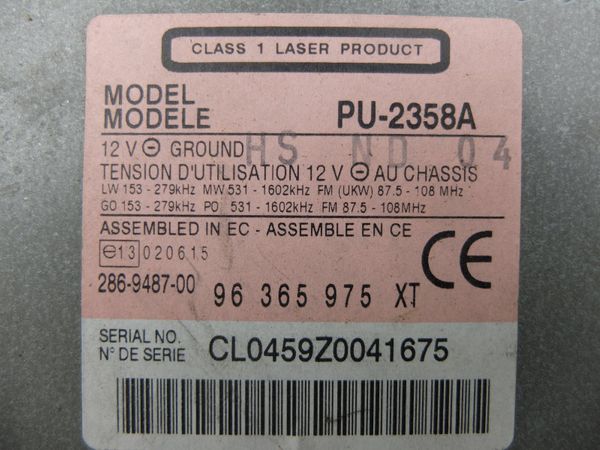 CLASS 1 LASER PRODUCT
MODEL
MODÈLE
PU-2358A
12 V ⊖ GROUND
HS ND 04
TENSION D'UTILISATION 12 V ⊖ AU CHASSIS
LW 153 - 279kHz MW 531 - 1602kHz FM (UKW) 87.5 - 108 MHz
GO 153 - 279kHz PO 531 - 1602kHz FM 87.5 - 108MHz
ASSEMBLED IN EC - ASSEMBLE EN CE
e13 020615
CE
286-9487-00
96 365 975 XT
SERIAL NO.
N° DE SERIE
CL0459Z0041675